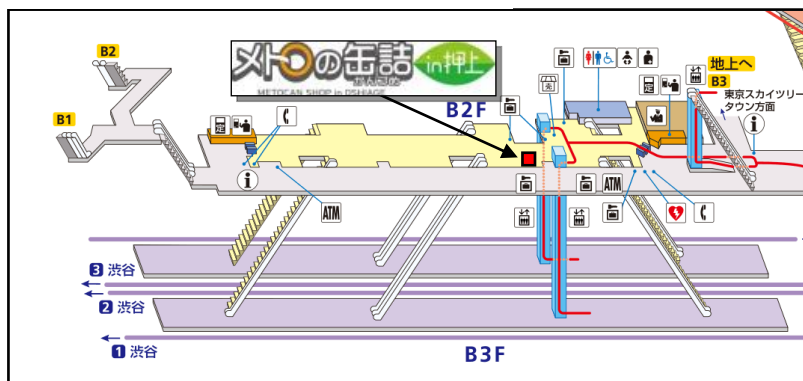 B2
B1
メトロの缶詰
かんづめ
in押上
METOCAN SHOP in OSHIAGE
B2F
地上へ
B3
東京スカイツリー
タウン方面
ATM
ATM
3 渋谷
2 渋谷
1 渋谷
B3F